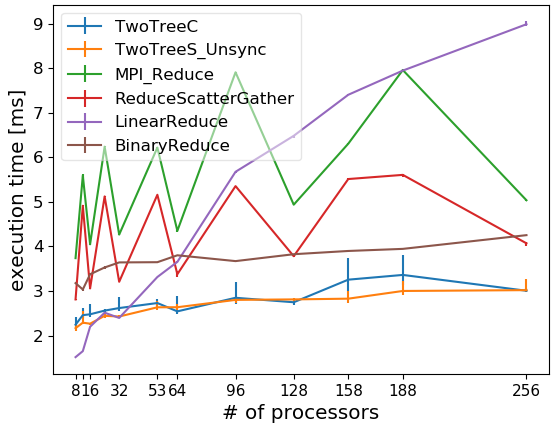 execution time [ms]
9
8
7
6
5
4
3
2
TwoTreeC
TwoTreeS_Unsync
MPI_Reduce
ReduceScatterGather
LinearReduce
BinaryReduce
8 16 32 53 64 96 128 158 188 256
# of processors